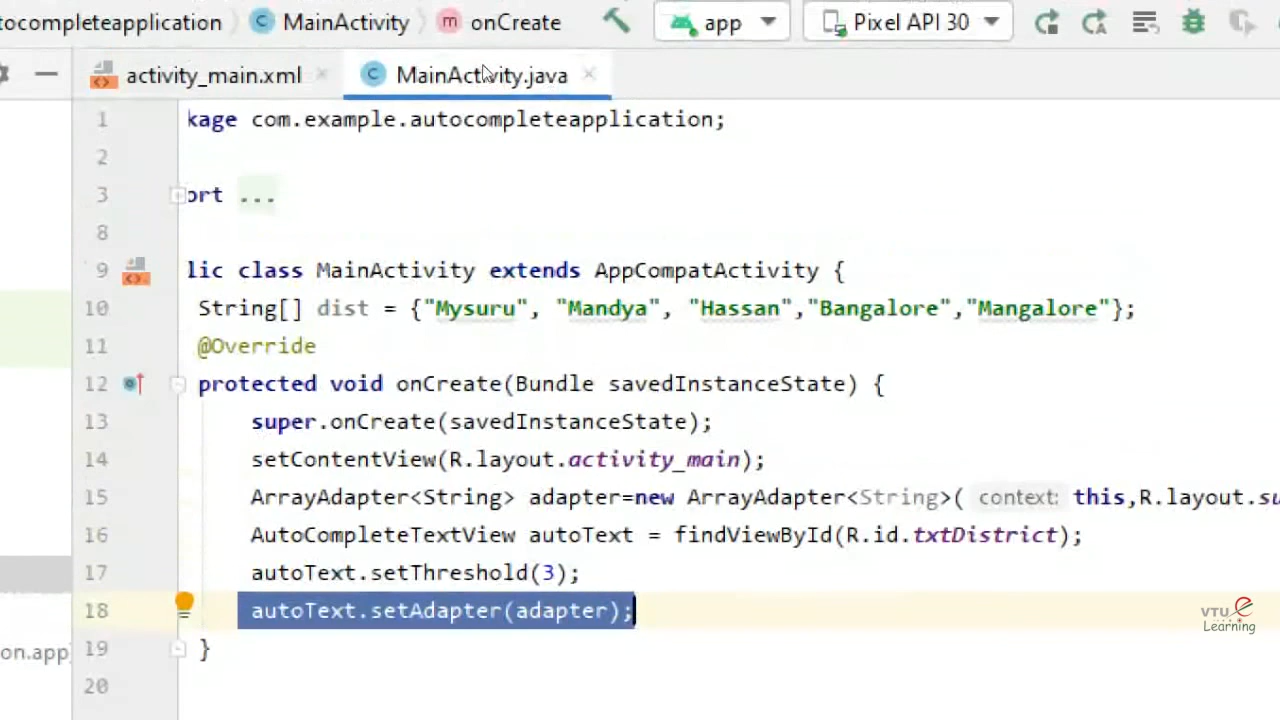 tocompleteapplication MainActivity onCreate app Pixel API 30
activity_main.xml MainActivity.java
1 kage com.example.autocompleteapplication;
2
3 ort ...
8
9 lic class MainActivity extends AppCompatActivity {
10 String[] dist = {"Mysuru", "Mandya", "Hassan","Bangalore","Mangalore"};
11 @Override
12 protected void onCreate(Bundle savedInstanceState) {
13 super.onCreate(savedInstanceState);
14 setContentView(R.layout.activity_main);
15 ArrayAdapter<String> adapter=new ArrayAdapter<String>( context: this,R.layout.su
16 AutoCompleteTextView autoText = findViewById(R.id.txtDistrict);
17 autoText.setThreshold(3);
18 autoText.setAdapter(adapter);
VTU e
Learning
on.app 19 }
20